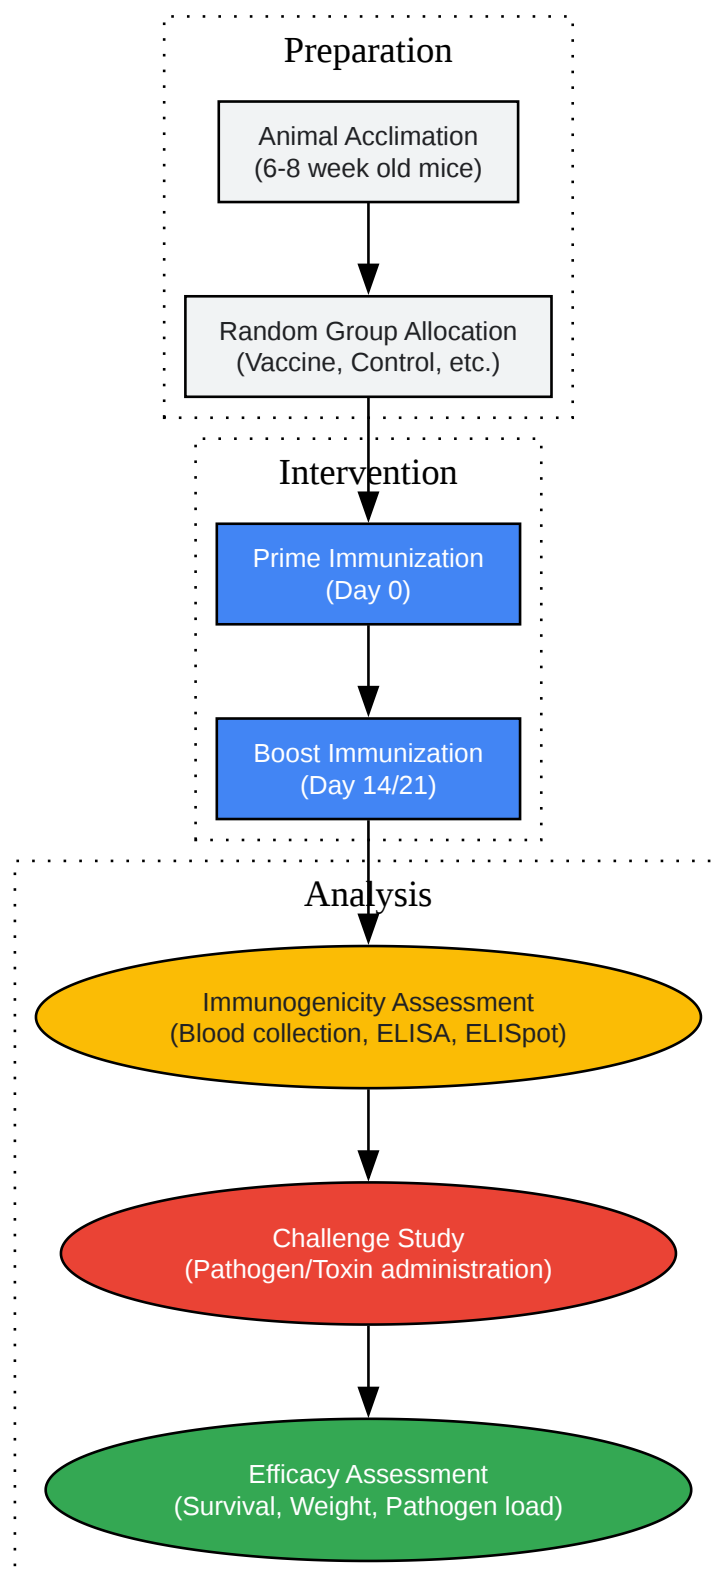 Preparation
Animal Acclimation
(6-8 week old mice)
Random Group Allocation
(Vaccine, Control, etc.)
Intervention
Prime Immunization
(Day 0)
Boost Immunization
(Day 14/21)
Analysis
Immunogenicity Assessment
(Blood collection, ELISA, ELISpot)
Challenge Study
(Pathogen/Toxin administration)
Efficacy Assessment
(Survival, Weight, Pathogen load)